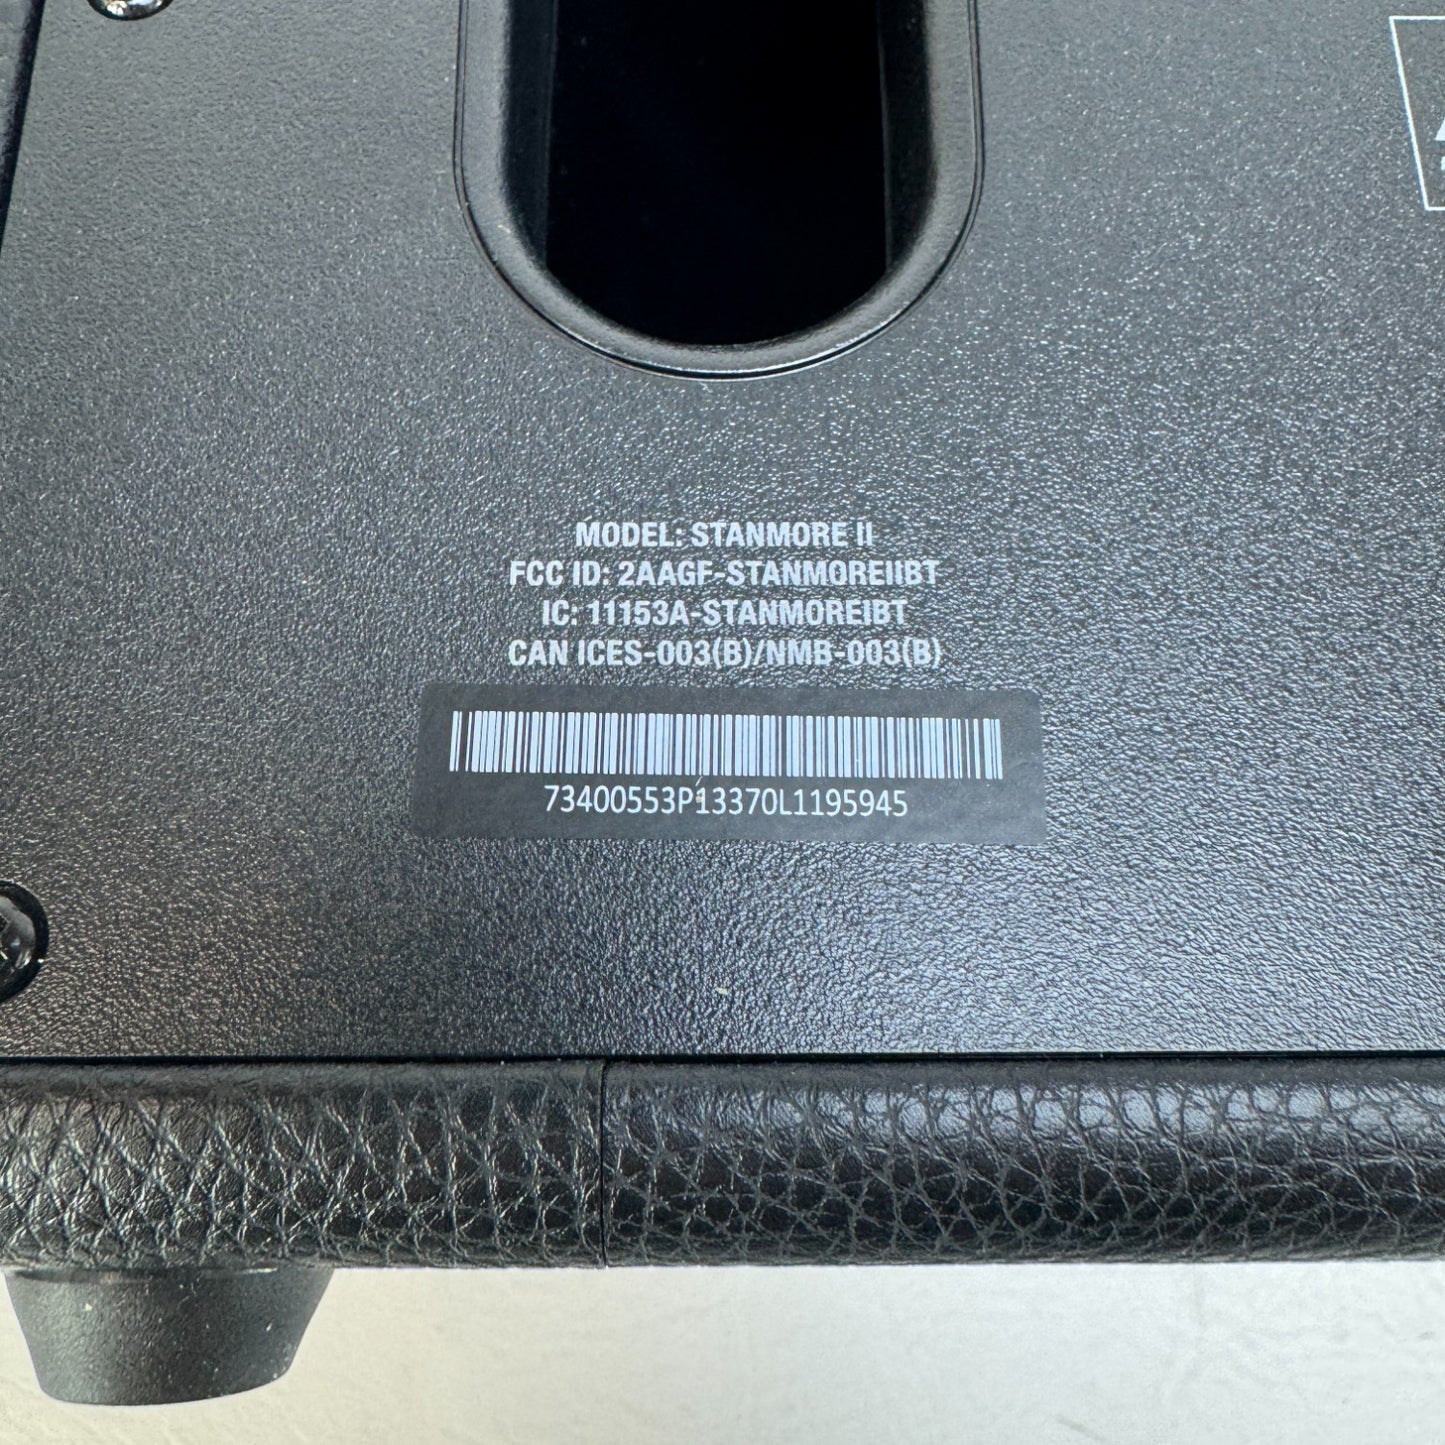 MODEL: STANMORE II
FCC ID: 2AAGF-STANMOREIIBT
IC: 11153A-STANMOREIBT
CAN ICES-003(B)/NMB-003(B)
73400553P13370L1195945